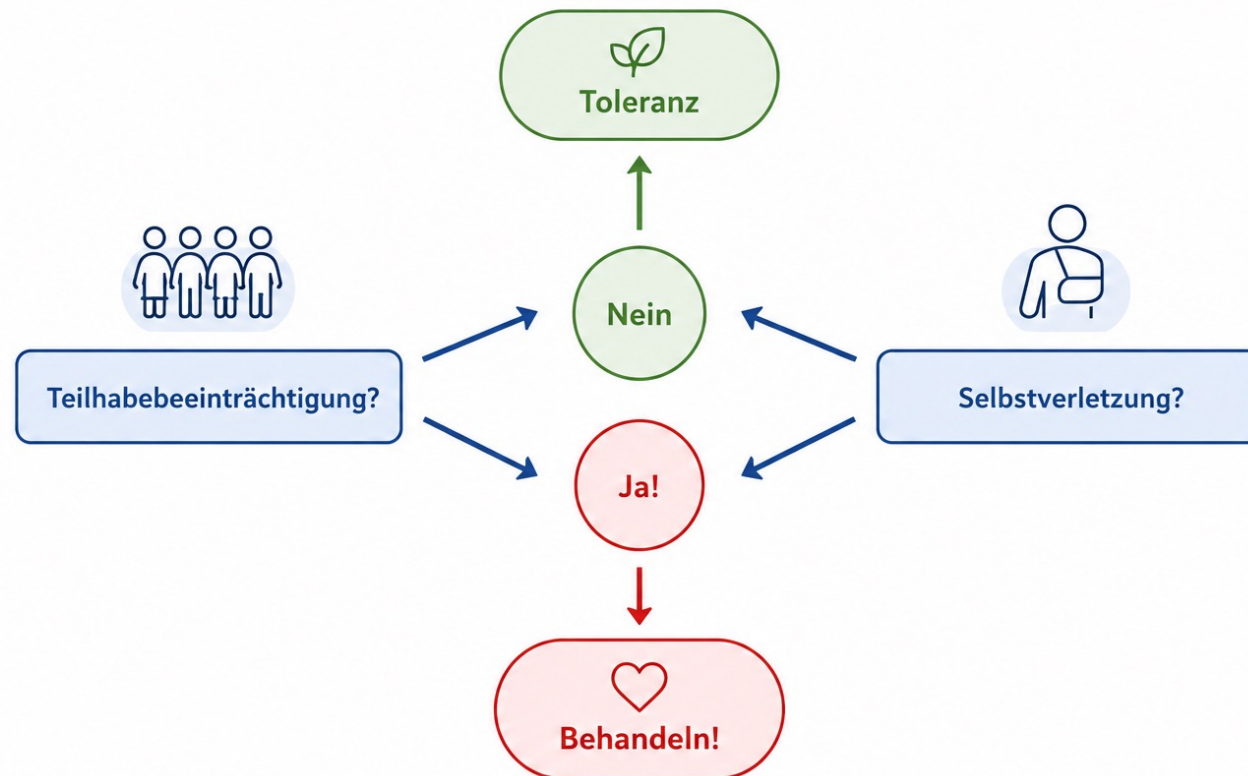 Toleranz
Nein
Teilhabebeeinträchtigung?
Selbstverletzung?
Ja!
Behandeln!